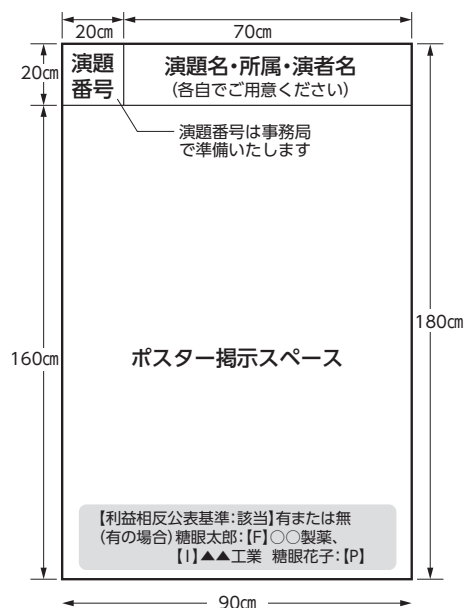 20㎝
70㎝
20㎝
演題
番号
演題名・所属・演者名
(各自でご用意ください)
演題番号は事務局
で準備いたします
180㎝
160㎝
ポスター掲示スペース
【利益相反公表基準:該当】有または無
(有の場合)糖眼太郎:【F】○○製薬、
【I】▲▲工業 糖眼花子:【P】
90㎝